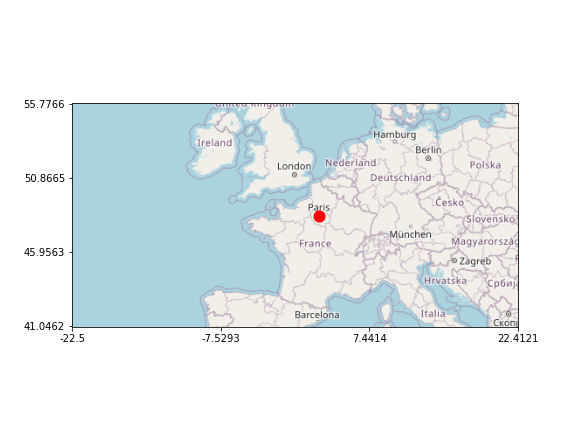 55.7766
United Kingdom
Hamburg
Ireland
Berlin
London
Nederland
Polska
50.8665
Deutschland
Česko
Paris
Slovensko
München
Magyarország
France
45.9563
Zagreb
Hrvatska
Србија
Barcelona
Italia
41.0462
-22.5
-7.5293
7.4414
22.4121